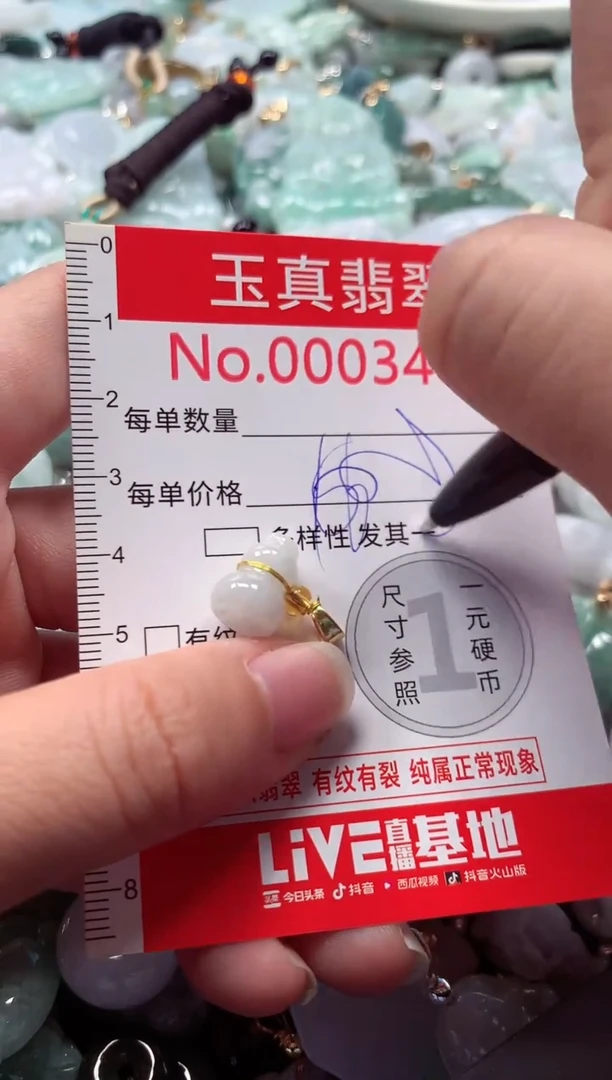 0
玉真翡翠
1
No.00034
2
每单数量
3
每单价格
4
多样性 发其一
尺寸参照
1
一元硬币
5
有纹
翡翠 有纹有裂 纯属正常现象
LiVE直播基地
8
头条 今日头条 抖音 西瓜视频 抖音火山版